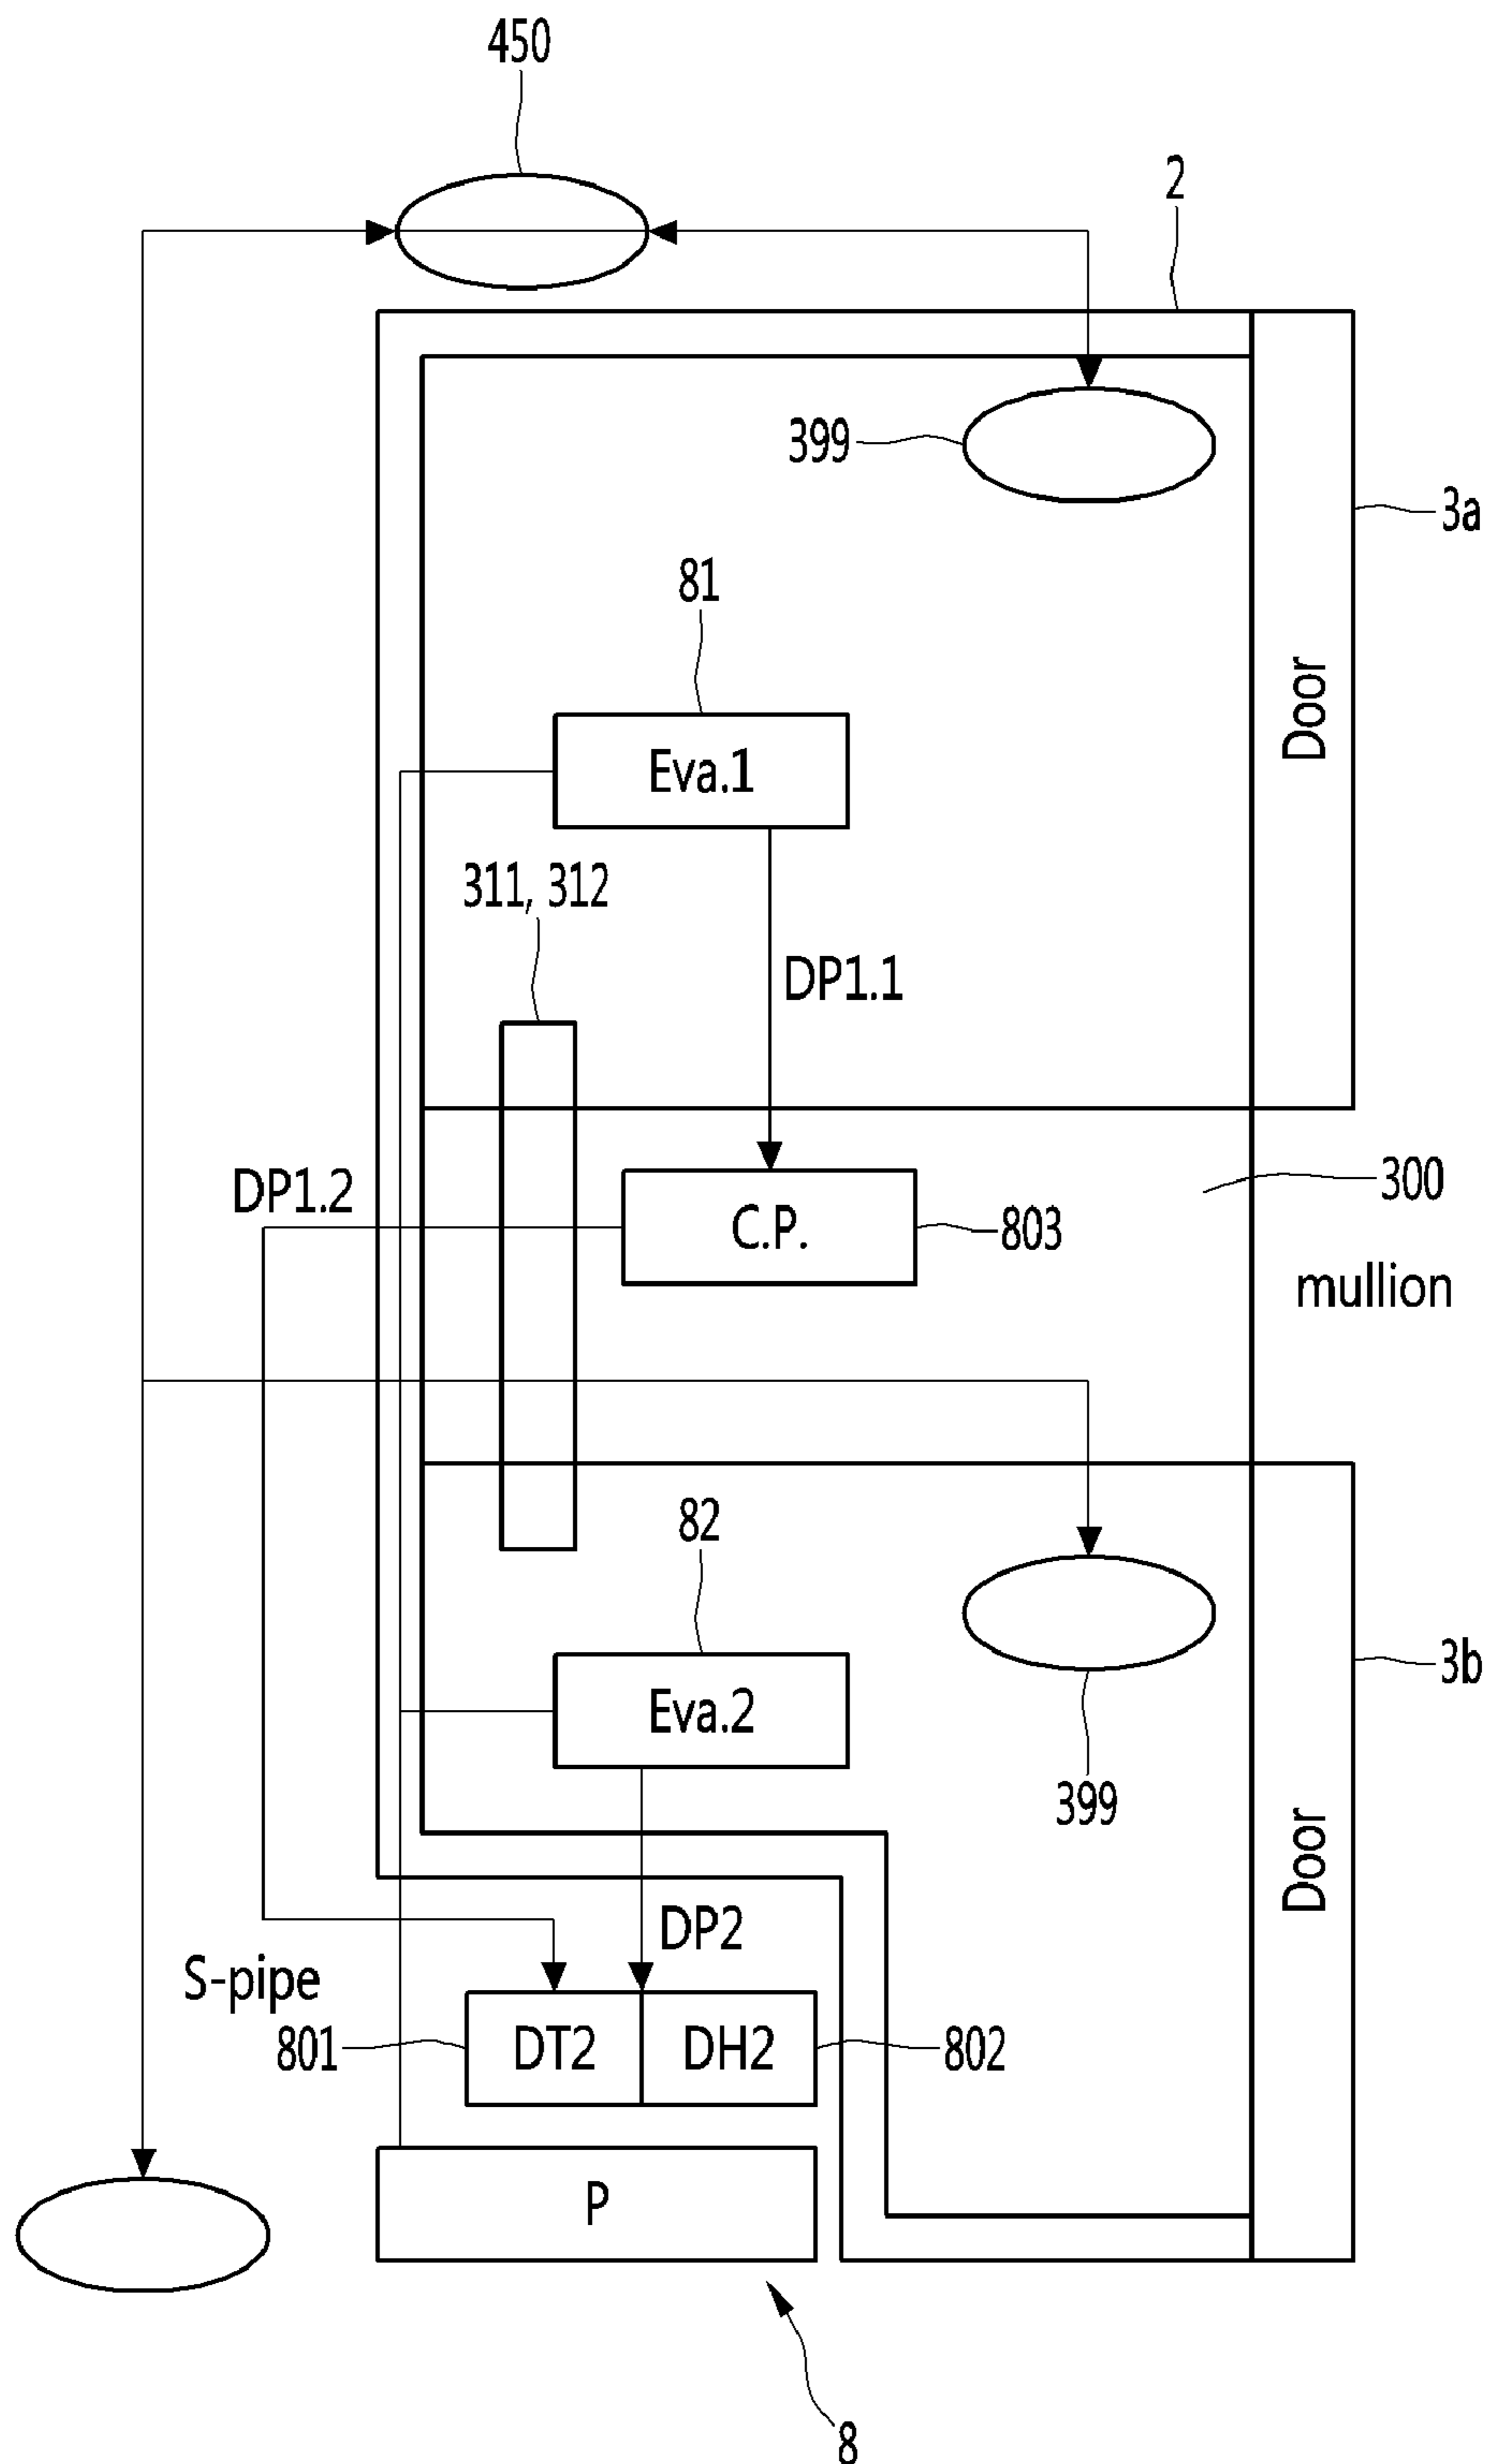 450
2
399
3a
81
Eva.1
Door
311, 312
DP1.1
DP1.2
300
C.P.
803
mullion
82
Eva.2
3b
399
Door
DP2
S-pipe
801
DT2
DH2
802
P
8